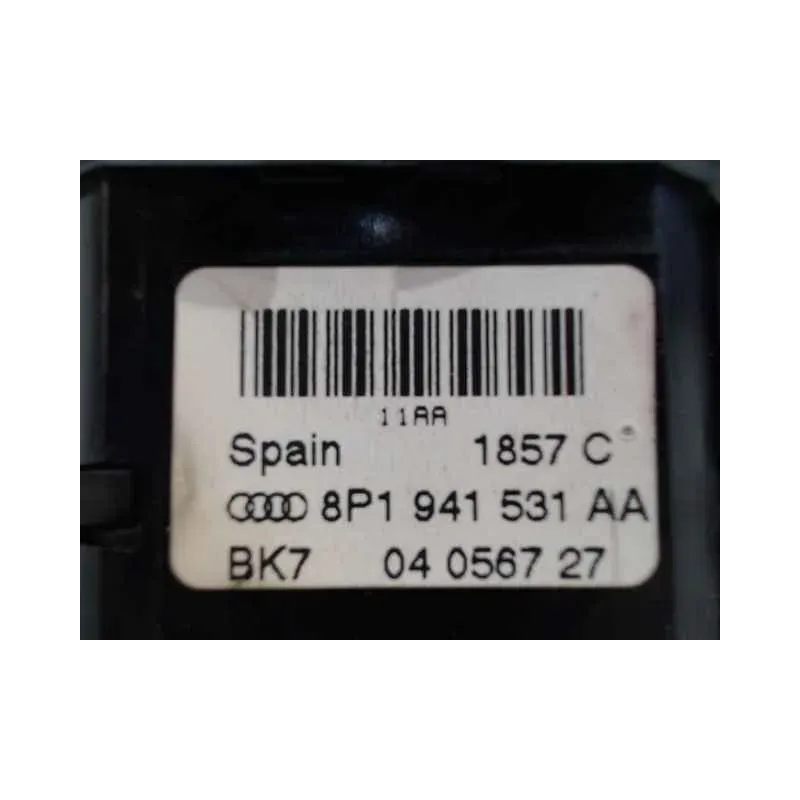 11AA
Spain 1857 C
8P1 941 531 AA
BK7 04 0567 27